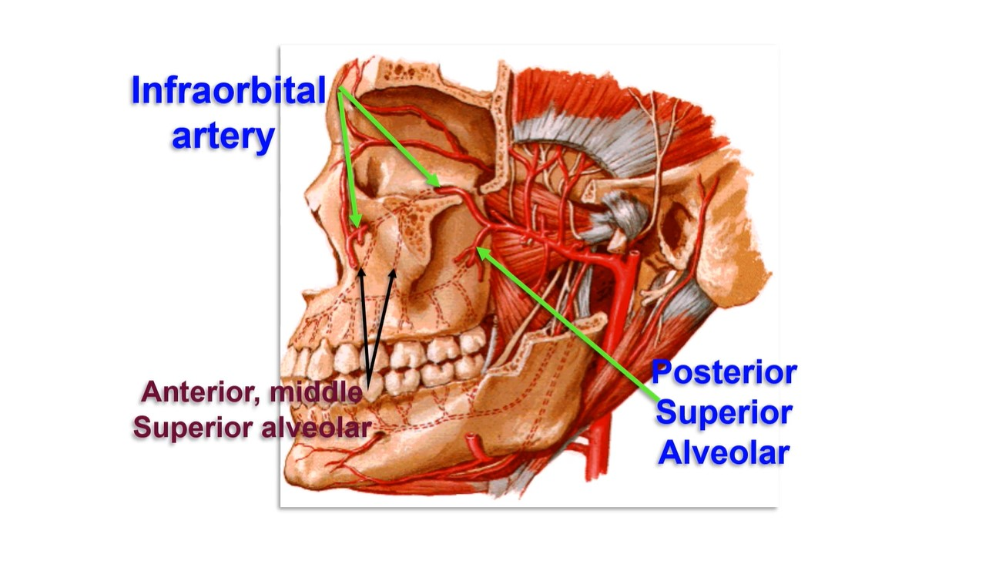 Infraorbital
artery
Anterior, middle
Superior alveolar
Posterior
Superior
Alveolar